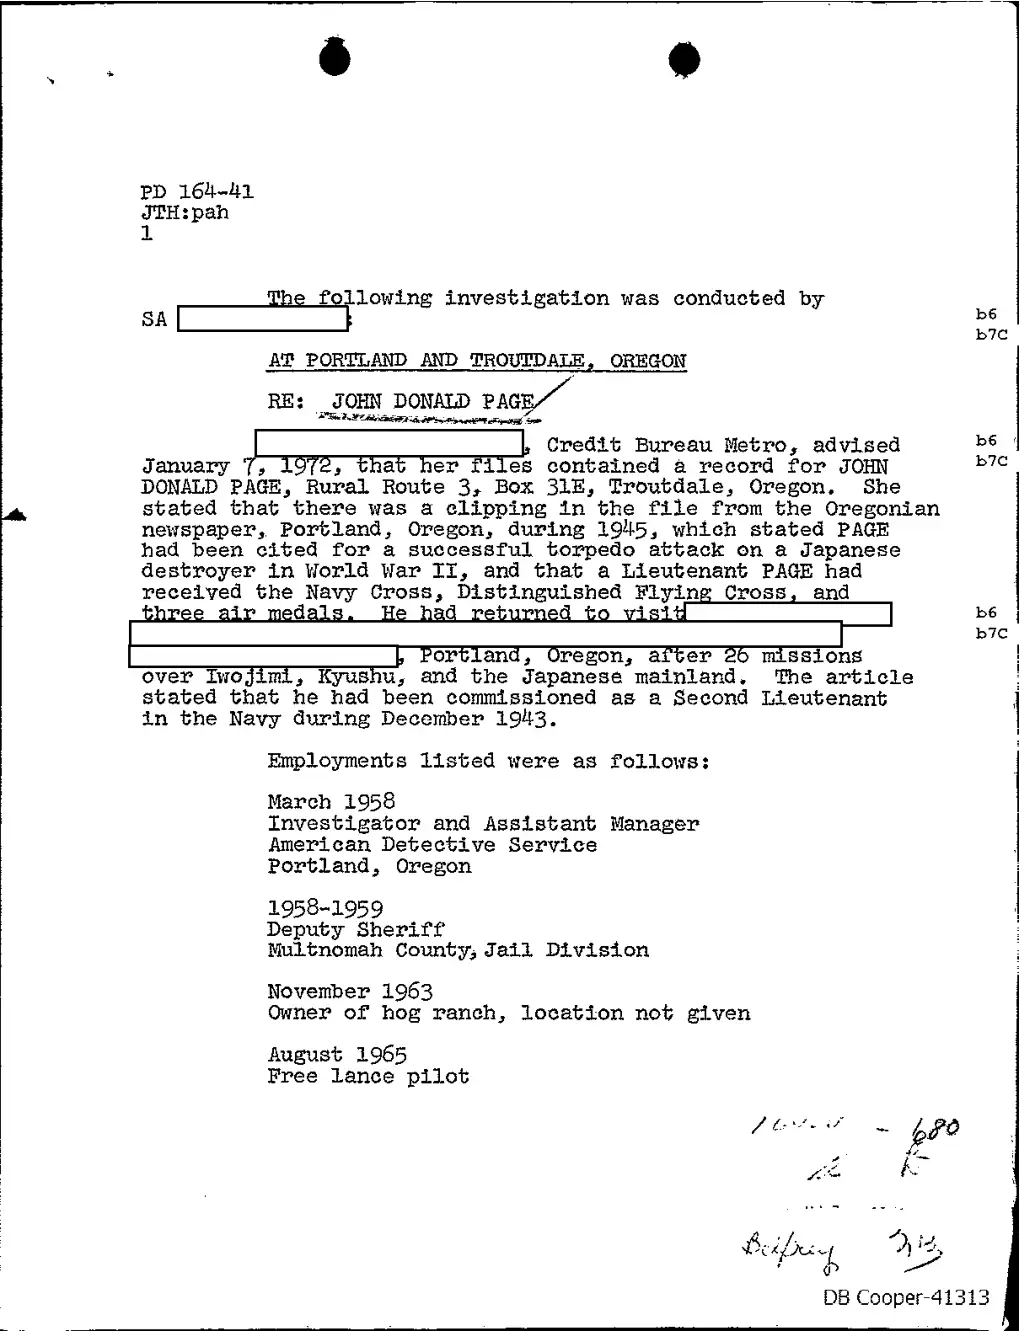 PD 164-41
JTH:pah
1
The following investigation was conducted by
SA :
b6
b7C
AT PORTLAND AND TROUTDALE, OREGON
RE: JOHN DONALD PAGE
, Credit Bureau Metro, advised
b6
January 7, 1972, that her files contained a record for JOHN
b7C
DONALD PAGE, Rural Route 3, Box 31E, Troutdale, Oregon. She
stated that there was a clipping in the file from the Oregonian
newspaper, Portland, Oregon, during 1945, which stated PAGE
had been cited for a successful torpedo attack on a Japanese
destroyer in World War II, and that a Lieutenant PAGE had
received the Navy Cross, Distinguished Flying Cross, and
three air medals. He had returned to visit
b6
b7C
, Portland, Oregon, after 26 missions
over Iwojimi, Kyushu, and the Japanese mainland. The article
stated that he had been commissioned as a Second Lieutenant
in the Navy during December 1943.
Employments listed were as follows:
March 1958
Investigator and Assistant Manager
American Detective Service
Portland, Oregon
1958-1959
Deputy Sheriff
Multnomah County, Jail Division
November 1963
Owner of hog ranch, location not given
August 1965
Free lance pilot
- 680
DB Cooper-41313